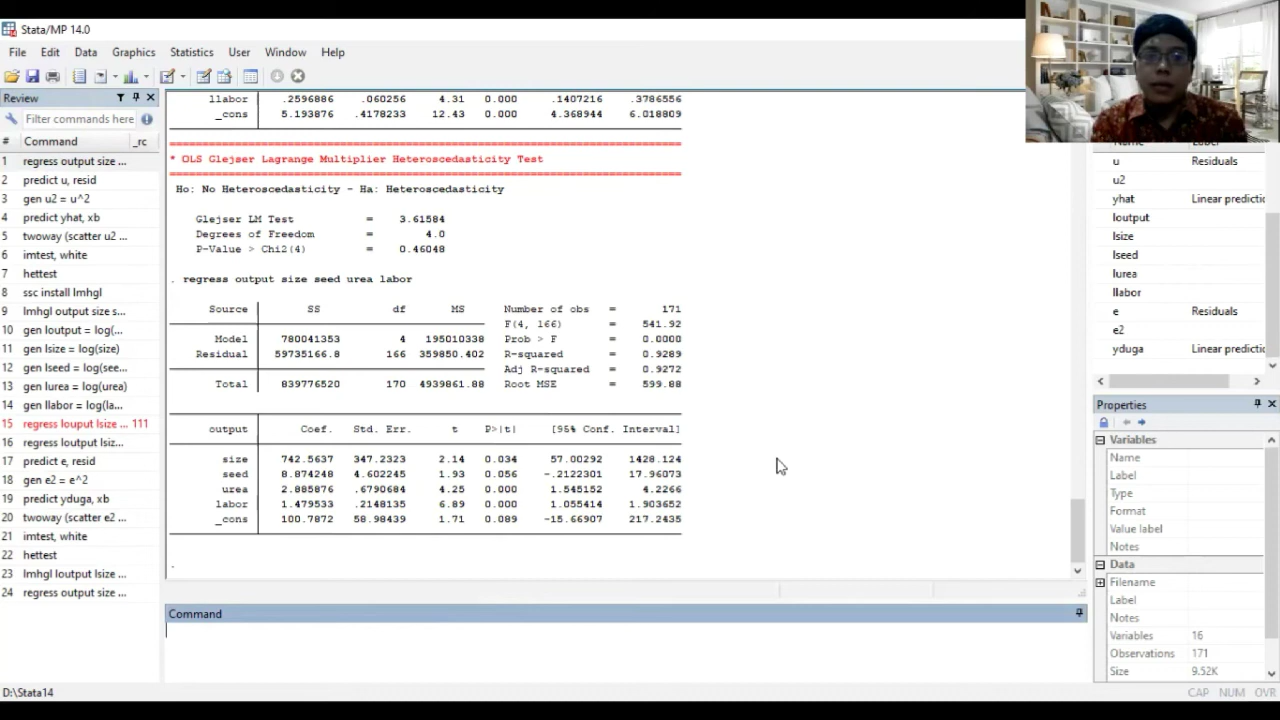 Stata/MP 14.0
File Edit Data Graphics Statistics User Window Help
Review
Filter commands here
# Command _rc
1 regress output size ...
2 predict u, resid
3 gen u2 = u^2
4 predict yhat, xb
5 twoway (scatter u2 ...
6 imtest, white
7 hettest
8 ssc install lmhgl
9 lmhgl output size s...
10 gen loutput = log(...
11 gen lsize = log(size)
12 gen lseed = log(see...
13 gen lurea = log(urea)
14 gen llabor = log(la...
15 regress louput lsize ... 111
16 regress loutput lsiz...
17 predict e, resid
18 gen e2 = e^2
19 predict yduga, xb
20 twoway (scatter e2 ...
21 imtest, white
22 hettest
23 lmhgl loutput lsize ...
24 regress output size ...
llabor .2596886 .060256 4.31 0.000 .1407216 .3786556
_cons 5.193876 .4178233 12.43 0.000 4.368944 6.018809
* OLS Glejser Lagrange Multiplier Heteroscedasticity Test
Ho: No Heteroscedasticity - Ha: Heteroscedasticity
Glejser LM Test = 3.61584
Degrees of Freedom = 4.0
P-Value > Chi2(4) = 0.46048
. regress output size seed urea labor
Source SS df MS Number of obs = 171
F(4, 166) = 541.92
Model 780041353 4 195010338 Prob > F = 0.0000
Residual 59735166.8 166 359850.402 R-squared = 0.9289
Adj R-squared = 0.9272
Total 839776520 170 4939861.88 Root MSE = 599.88
output Coef. Std. Err. t P>|t| [95% Conf. Interval]
size 742.5637 347.2323 2.14 0.034 57.00292 1428.124
seed 8.874248 4.602245 1.93 0.056 -.2122301 17.96073
urea 2.885876 .6790684 4.25 0.000 1.545152 4.2266
labor 1.479533 .2148135 6.89 0.000 1.055414 1.903652
_cons 100.7872 58.98439 1.71 0.089 -15.66907 217.2435
.
Command
Name Label
u Residuals
u2
yhat Linear predictio
loutput
lsize
lseed
lurea
llabor
e Residuals
e2
yduga Linear predictio
Properties
Variables
Name
Label
Type
Format
Value label
Notes
Data
Filename
Label
Notes
Variables 16
Observations 171
Size 9.52K
D:\Stata14
CAP NUM OVR